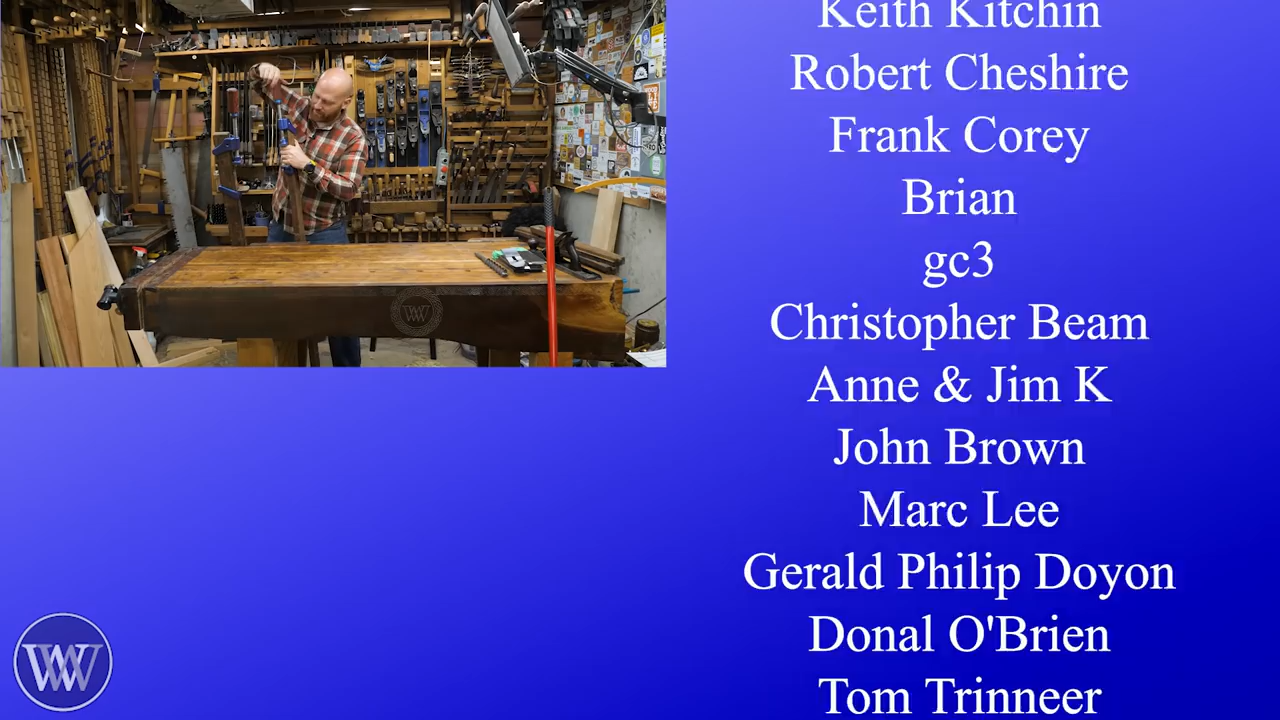 Keith Kitchin
Robert Cheshire
Frank Corey
Brian
gc3
Christopher Beam
Anne & Jim K
John Brown
Marc Lee
Gerald Philip Doyon
Donal O'Brien
Tom Trinneer
WW